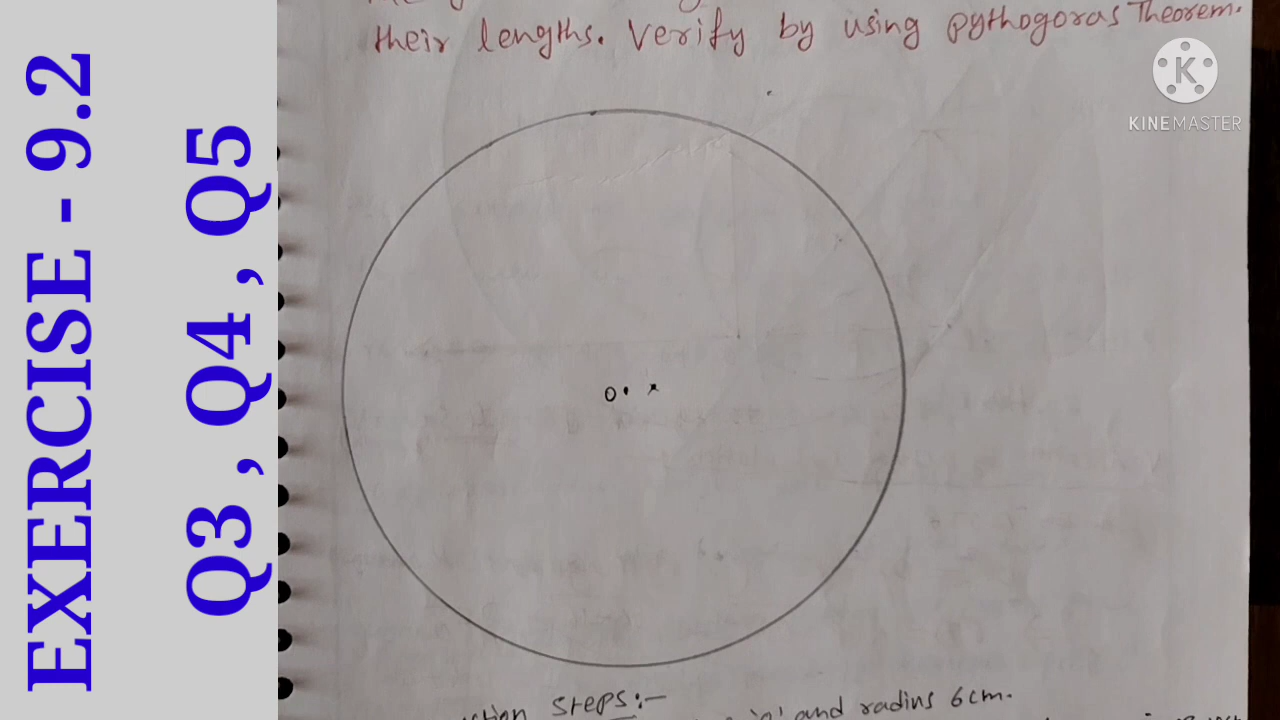 EXERCISE - 9.2
Q3, Q4, Q5
their lengths. Verify by using pythogoras Theorem.
K
KINEMASTER
O
steps:-
'o' and radius 6cm.